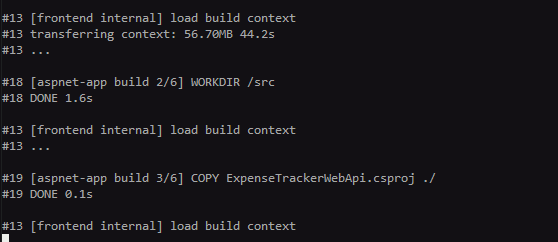 #13 [frontend internal] load build context
#13 transferring context: 56.70MB 44.2s
#13 ...
#18 [aspnet-app build 2/6] WORKDIR /src
#18 DONE 1.6s
#13 [frontend internal] load build context
#13 ...
#19 [aspnet-app build 3/6] COPY ExpenseTrackerWebApi.csproj ./
#19 DONE 0.1s
#13 [frontend internal] load build context